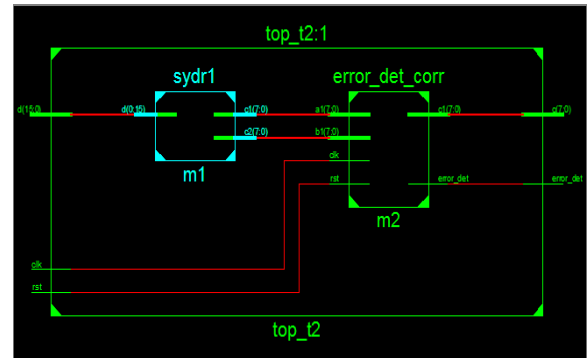 top_t2:1
sydr1 error_det_corr
d(15:0) d(0:15) c1(7:0) a1(7:0) c1(7:0) c(7:0)
c2(7:0) b1(7:0)
clk
rst error_det error_det
m1
m2
clk
rst
top_t2